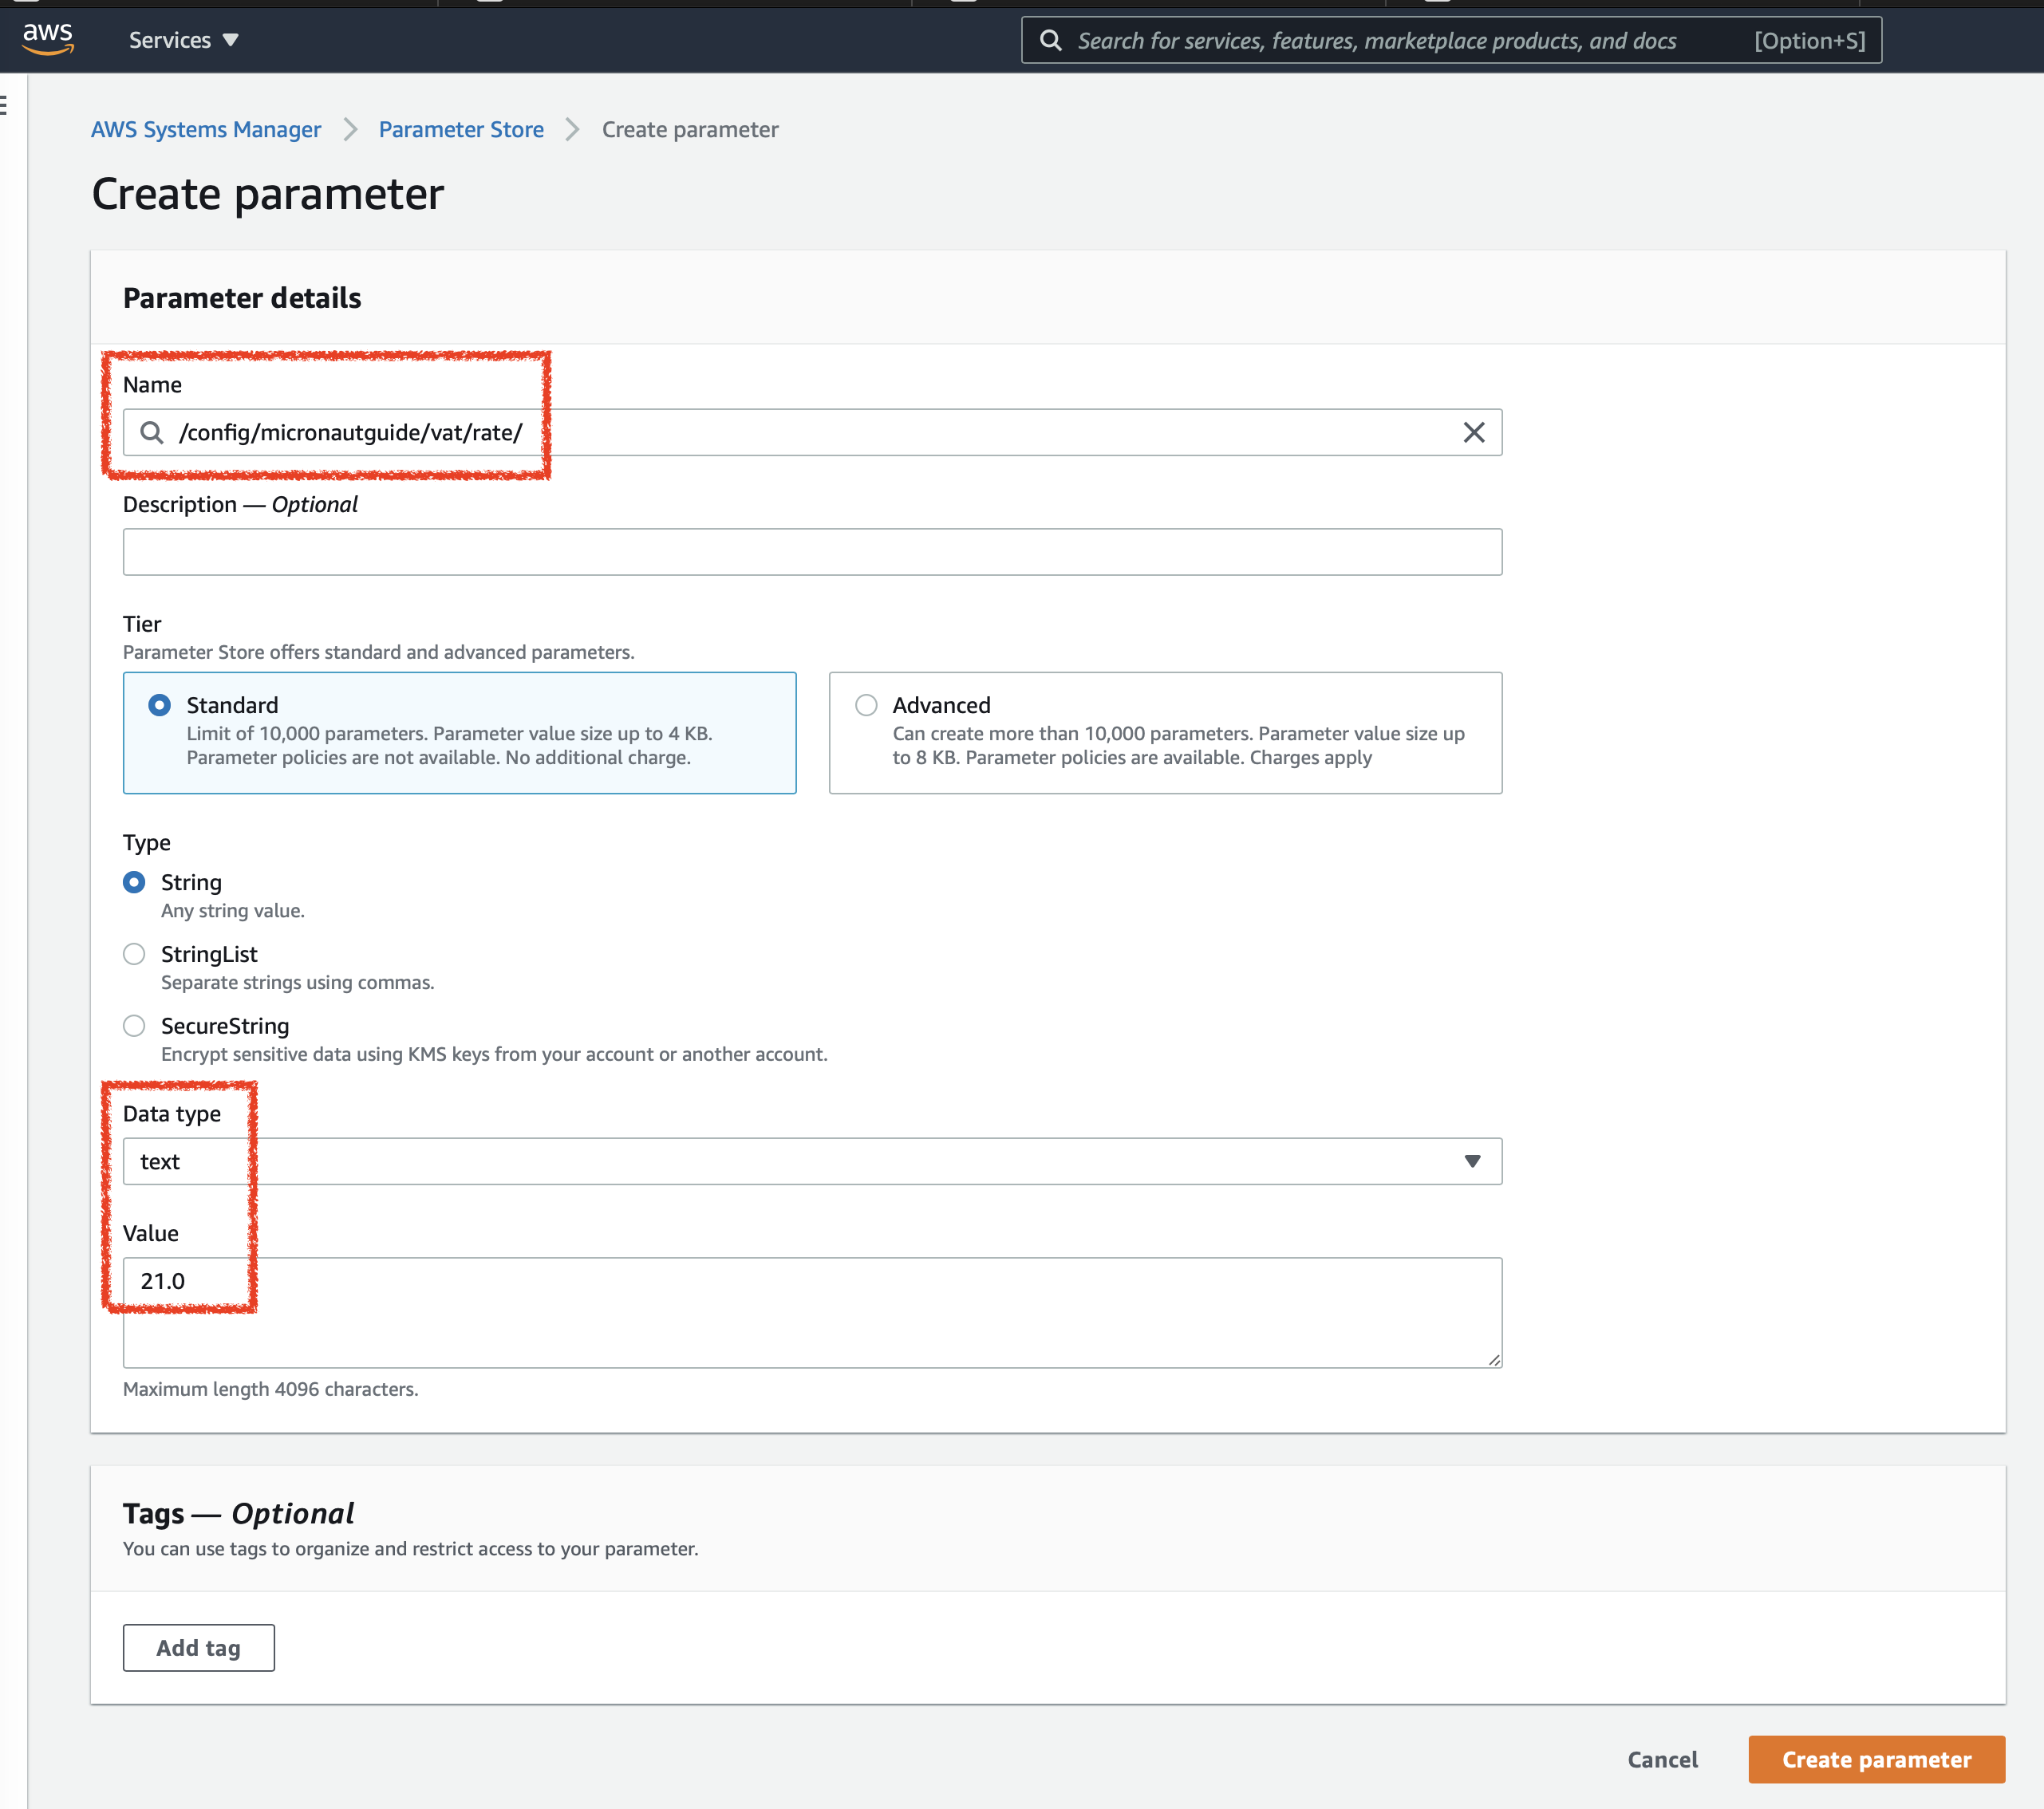 aws
Services
Search for services, features, marketplace products, and docs [Option+S]
AWS Systems Manager > Parameter Store > Create parameter
Create parameter
Parameter details
Name
/config/micronautguide/vat/rate/
Description — Optional
Tier
Parameter Store offers standard and advanced parameters.
Standard
Limit of 10,000 parameters. Parameter value size up to 4 KB.
Parameter policies are not available. No additional charge.
Advanced
Can create more than 10,000 parameters. Parameter value size up
to 8 KB. Parameter policies are available. Charges apply
Type
String
Any string value.
StringList
Separate strings using commas.
SecureString
Encrypt sensitive data using KMS keys from your account or another account.
Data type
text
Value
21.0
Maximum length 4096 characters.
Tags — Optional
You can use tags to organize and restrict access to your parameter.
Add tag
Cancel
Create parameter